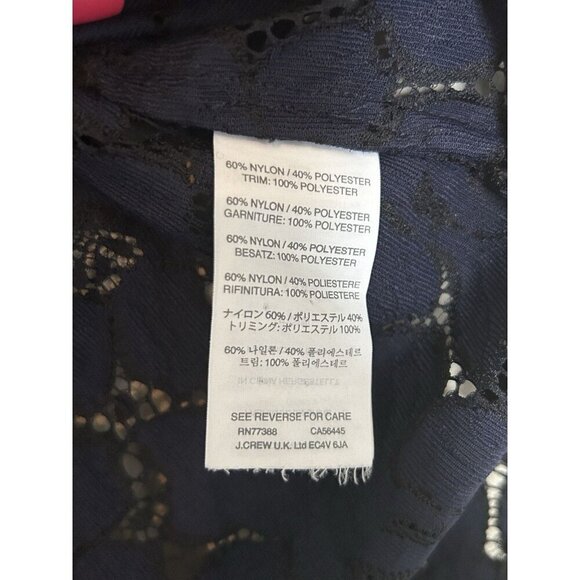 60% NYLON / 40% POLYESTER
TRIM: 100% POLYESTER
60% NYLON / 40% POLYESTER
GARNITURE: 100% POLYESTER
60% NYLON / 40% POLYESTER
BESATZ: 100% POLYESTER
60% NYLON / 40% POLIESTERE
RIFINITURA: 100% POLIESTERE
ナイロン 60% / ポリエステル 40%
トリミング: ポリエステル 100%
60% 나일론 / 40% 폴리에스테르
트림: 100% 폴리에스테르
IN CHINA HERGESTELLT
SEE REVERSE FOR CARE
RN77388 CA56445
J.CREW U.K. Ltd EC4V 6JA